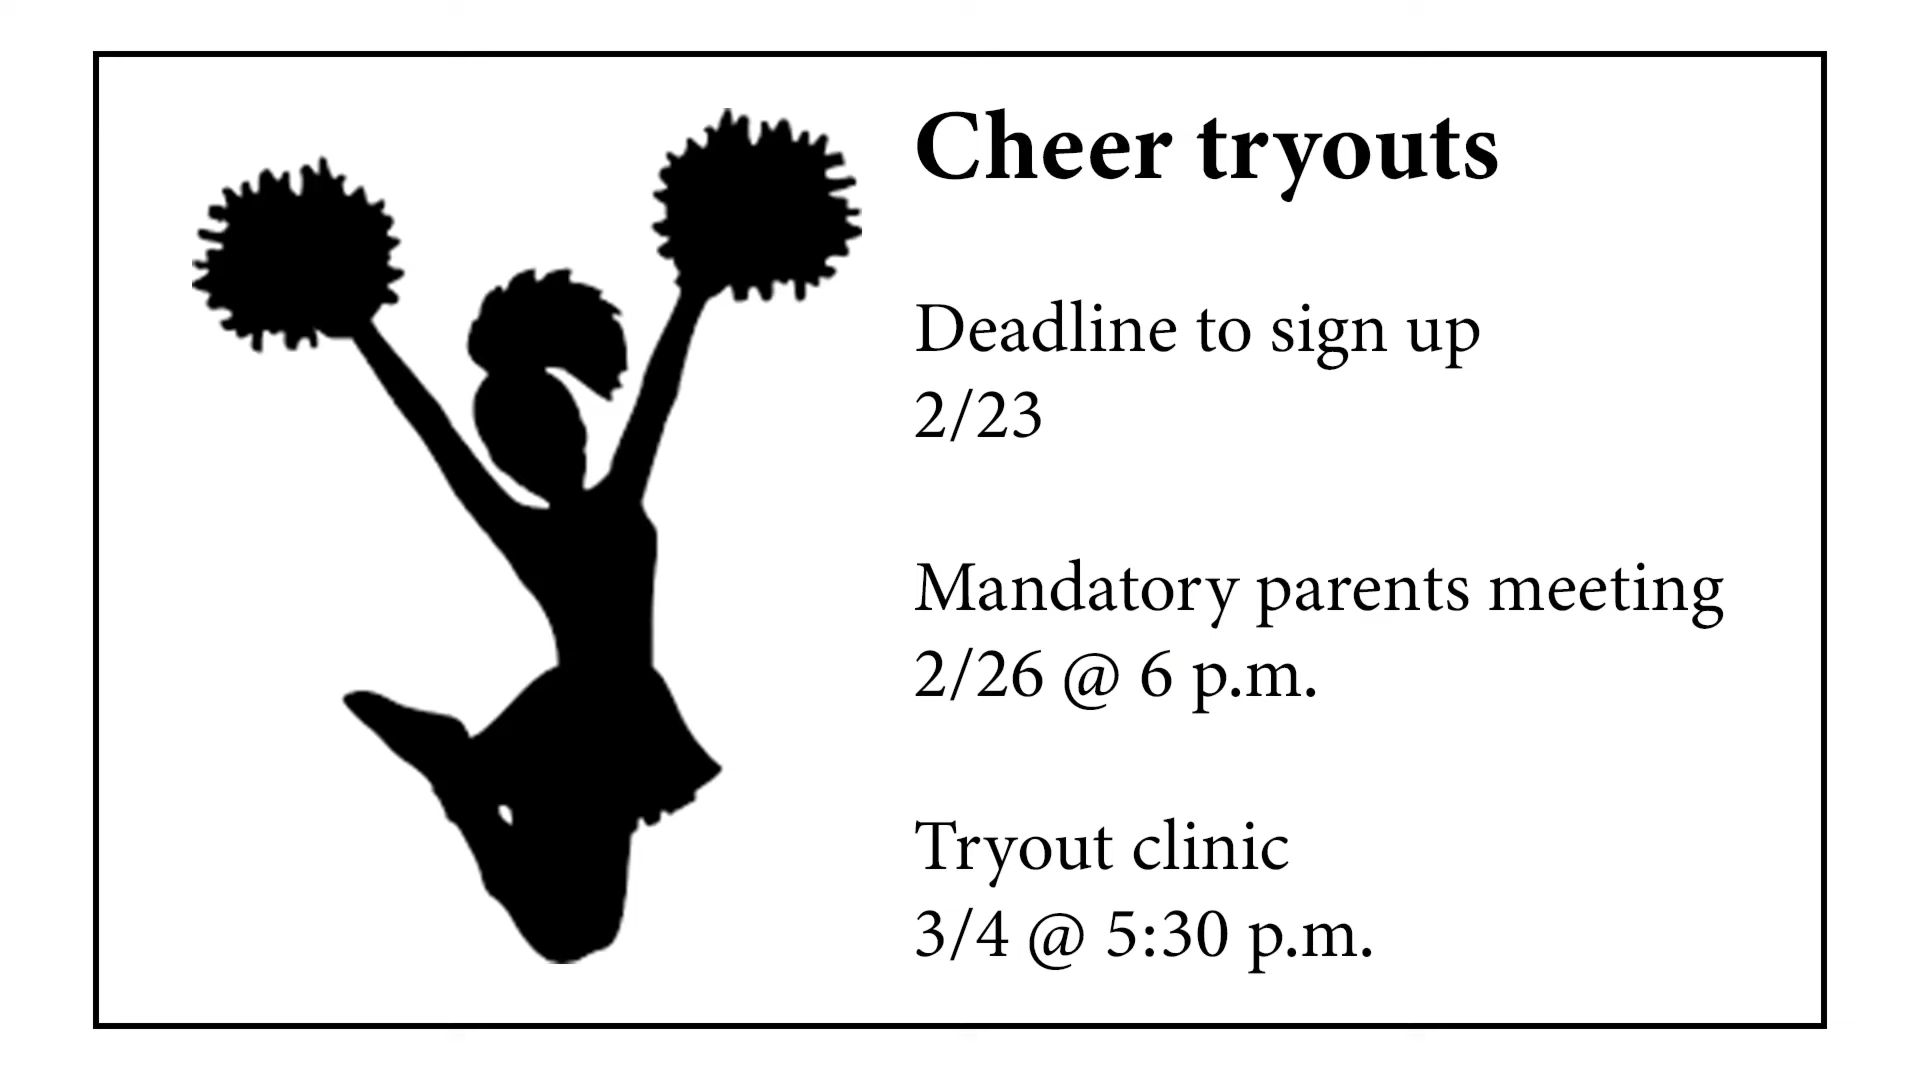 Cheer tryouts
Deadline to sign up
2/23
Mandatory parents meeting
2/26 @ 6 p.m.
Tryout clinic
3/4 @ 5:30 p.m.